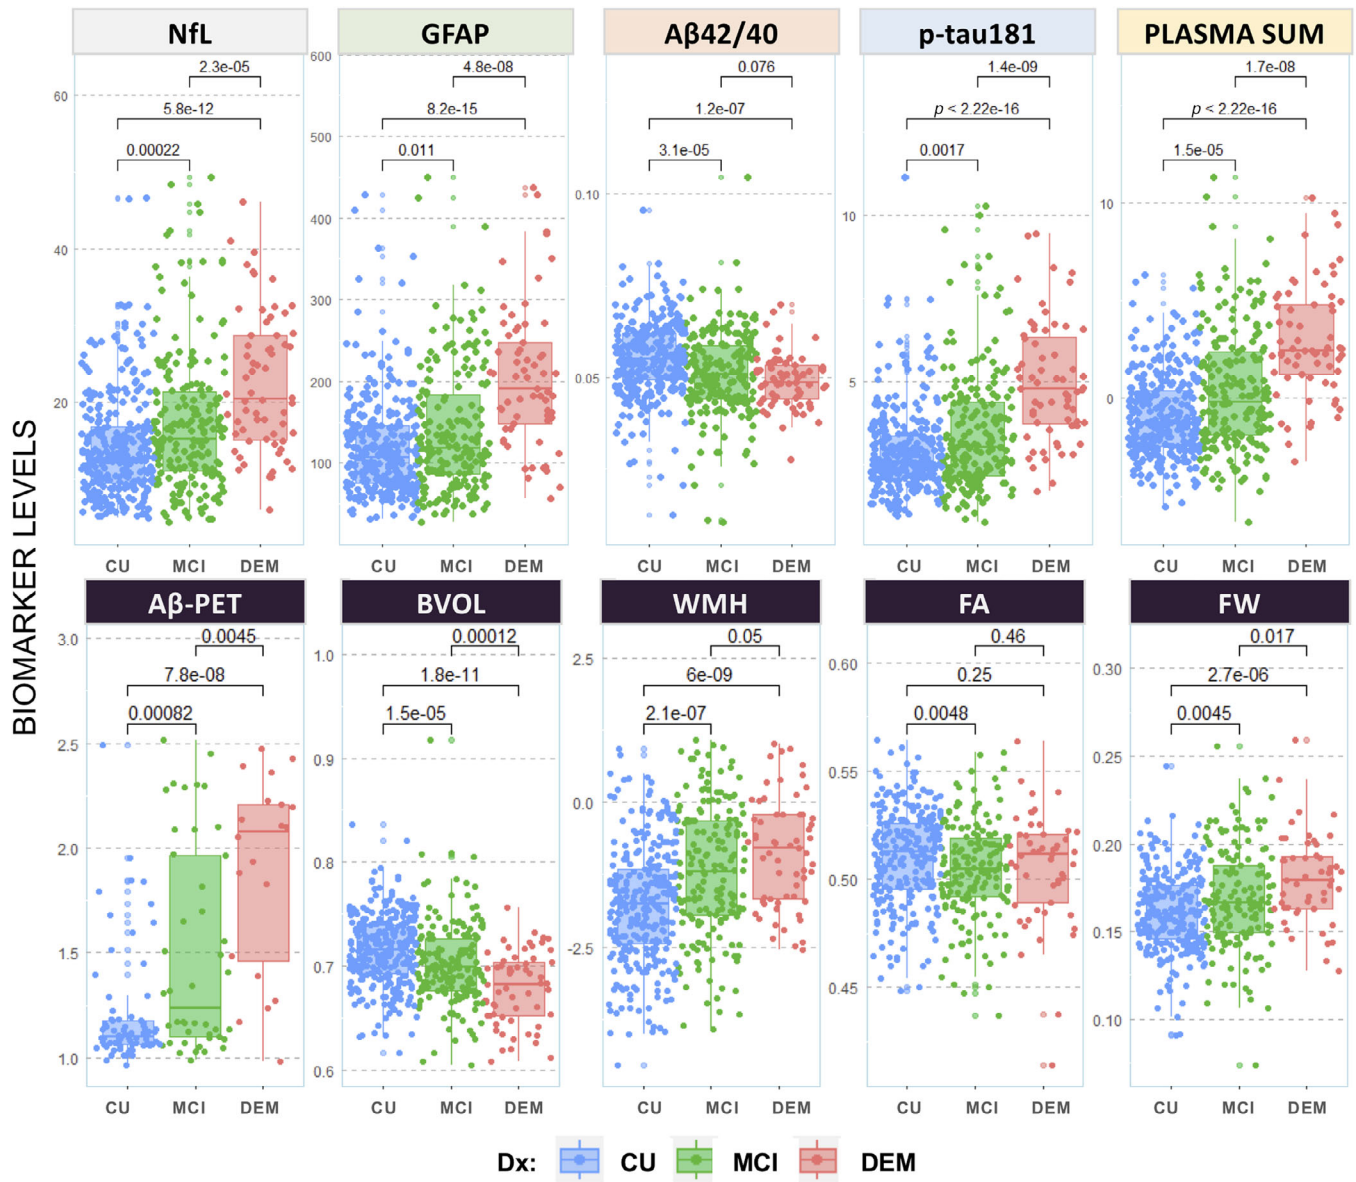 NfL GFAP Aβ42/40 p-tau181 PLASMA SUM
BIOMARKER LEVELS
60
40
20
2.3e-05
5.8e-12
0.00022
CU MCI DEM
600
500
400
300
200
100
4.8e-08
8.2e-15
0.011
CU MCI DEM
0.10
0.05
0.076
1.2e-07
3.1e-05
CU MCI DEM
10
5
1.4e-09
p < 2.22e-16
0.0017
CU MCI DEM
10
0
1.7e-08
p < 2.22e-16
1.5e-05
CU MCI DEM
Aβ-PET BVOL WMH FA FW
3.0
2.5
2.0
1.5
1.0
0.0045
7.8e-08
0.00082
CU MCI DEM
1.0
0.9
0.8
0.7
0.6
0.00012
1.8e-11
1.5e-05
CU MCI DEM
2.5
0.0
-2.5
0.05
6e-09
2.1e-07
CU MCI DEM
0.60
0.55
0.50
0.45
0.46
0.25
0.0048
CU MCI DEM
0.30
0.25
0.20
0.15
0.10
0.017
2.7e-06
0.0045
CU MCI DEM
Dx: CU MCI DEM